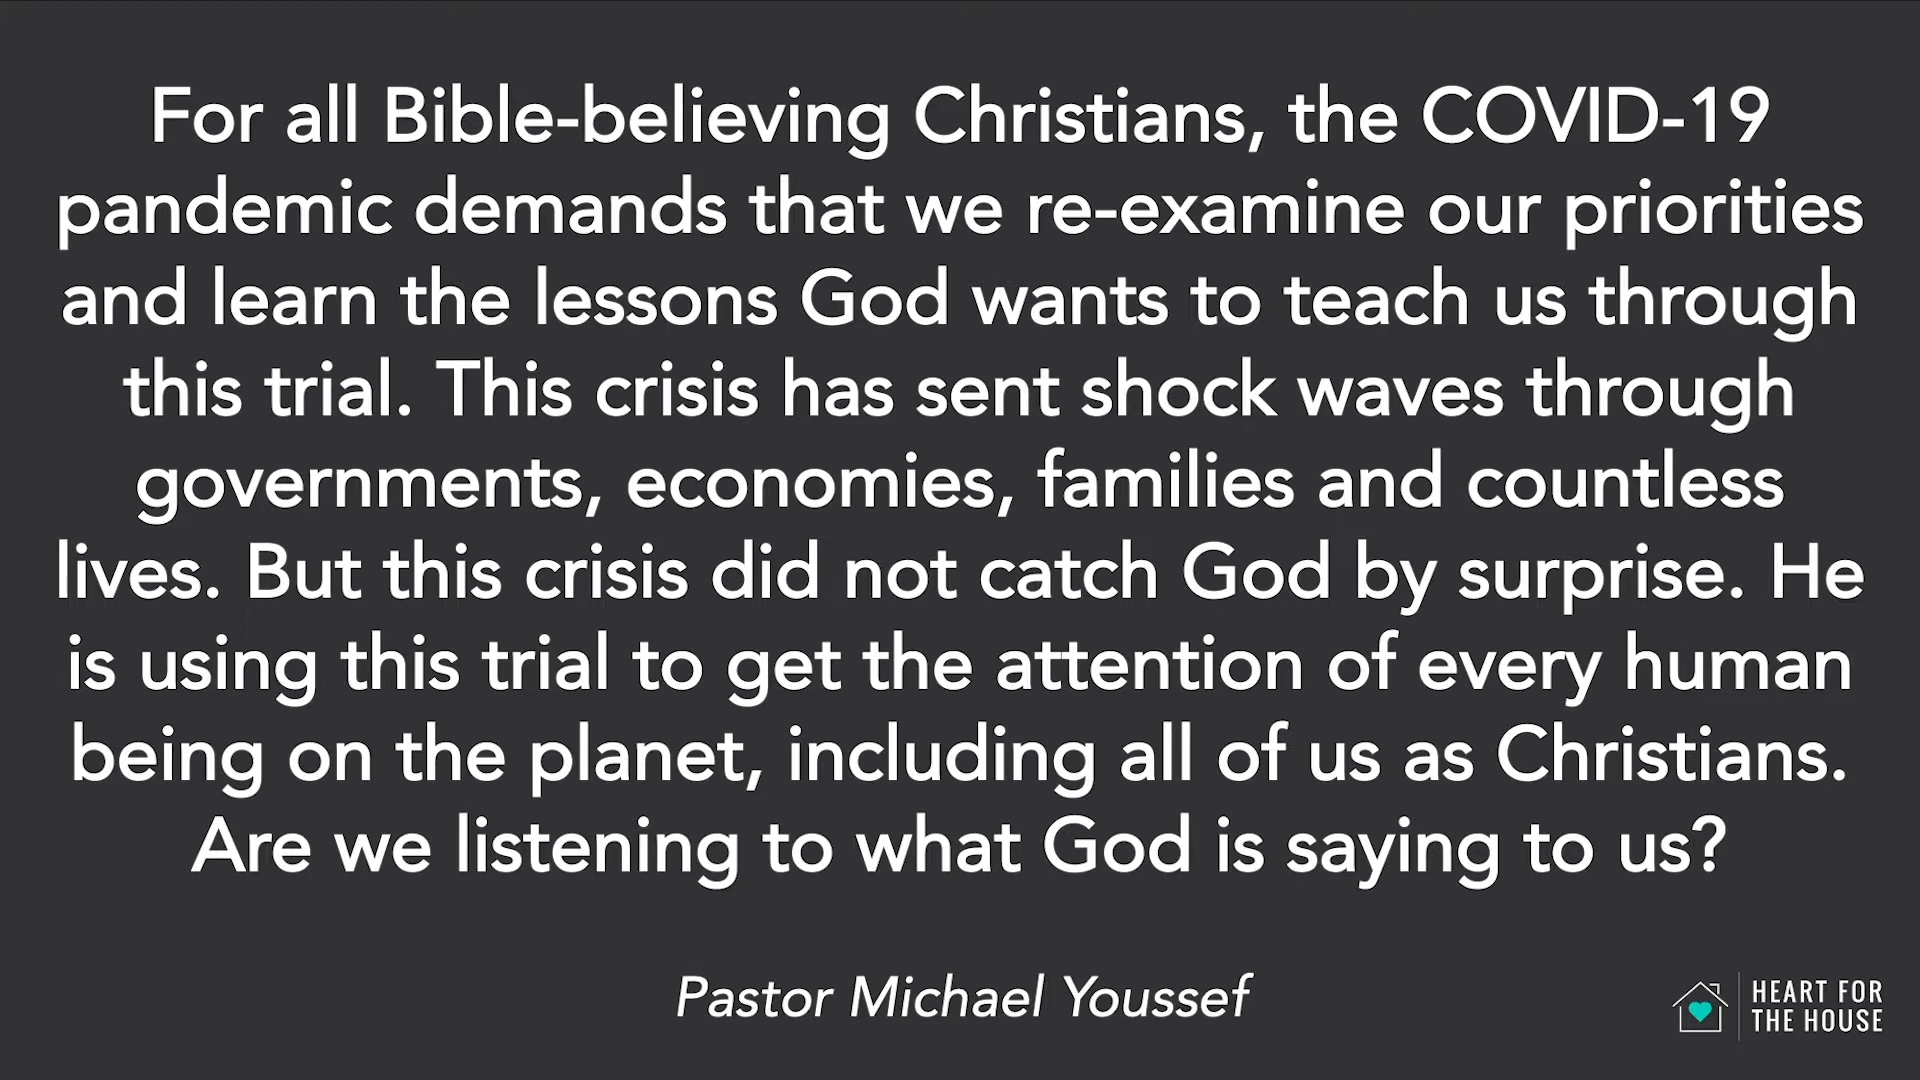 For all Bible-believing Christians, the COVID-19
pandemic demands that we re-examine our priorities
and learn the lessons God wants to teach us through
this trial. This crisis has sent shock waves through
governments, economies, families and countless
lives. But this crisis did not catch God by surprise. He
is using this trial to get the attention of every human
being on the planet, including all of us as Christians.
Are we listening to what God is saying to us?
Pastor Michael Youssef
HEART FOR
THE HOUSE